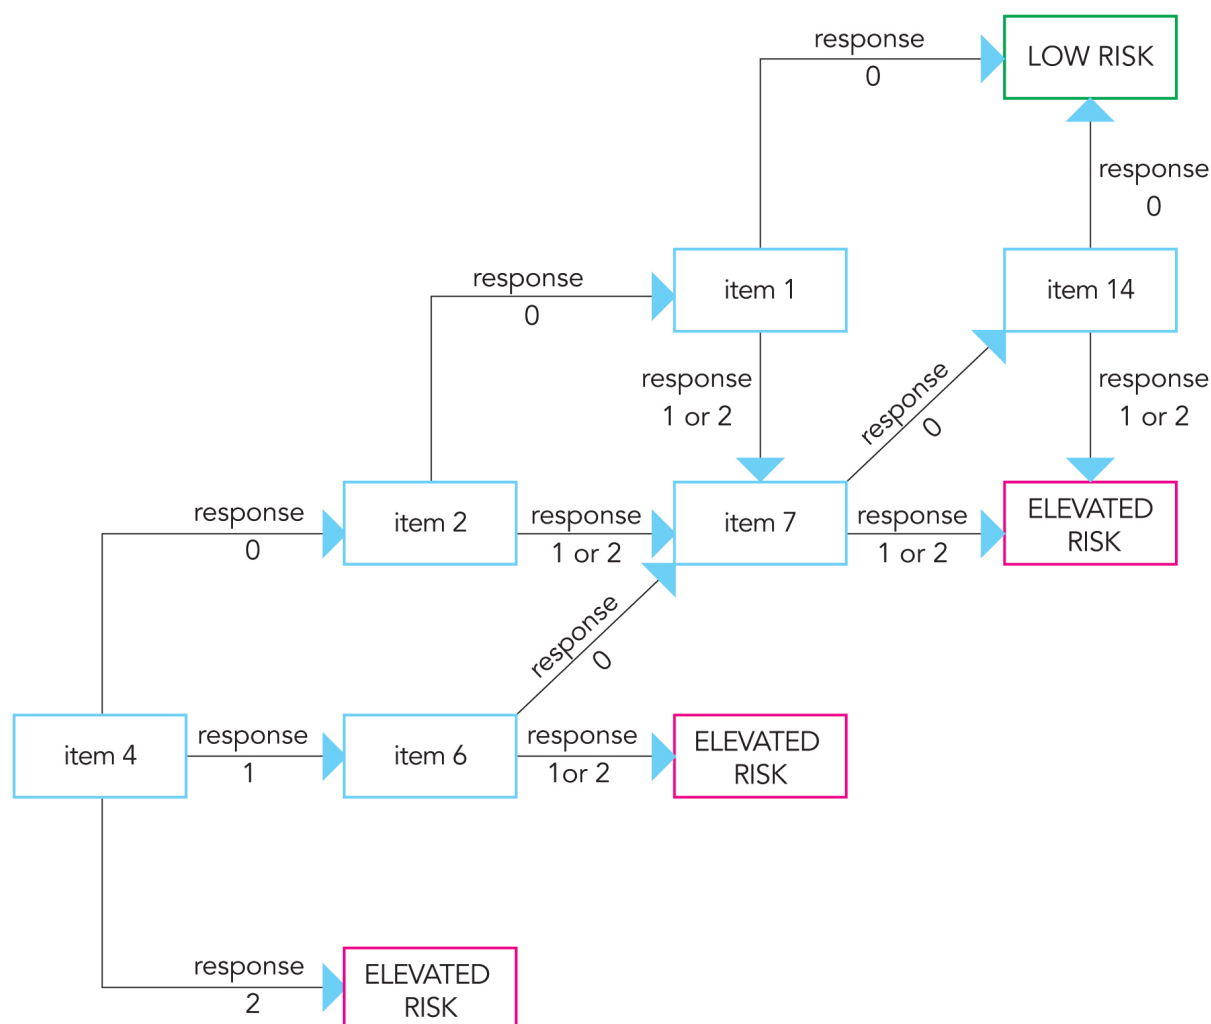 response
0
LOW RISK
response
0
response
0
item 1
item 14
response
1 or 2
response
0
response
1 or 2
response
0
item 2
response
1 or 2
item 7
response
1 or 2
ELEVATED
RISK
response
0
item 4
response
1
item 6
response
1or 2
ELEVATED
RISK
response
2
ELEVATED
RISK